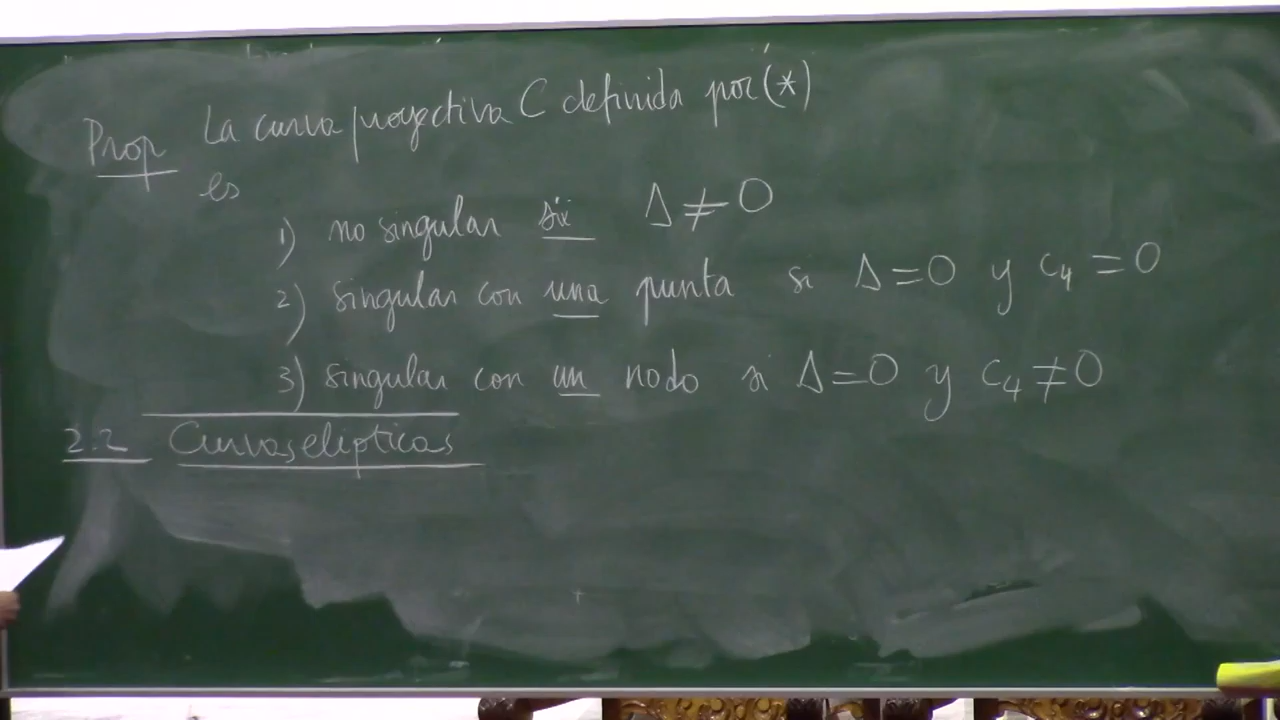 Prop La curva proyectiva C definida por (*)
es
1) no singular sii Δ ≠ 0
2) singular con una punta si Δ = 0 y c₄ = 0
3) singular con un nodo si Δ = 0 y c₄ ≠ 0
2.2 Curvas elípticas